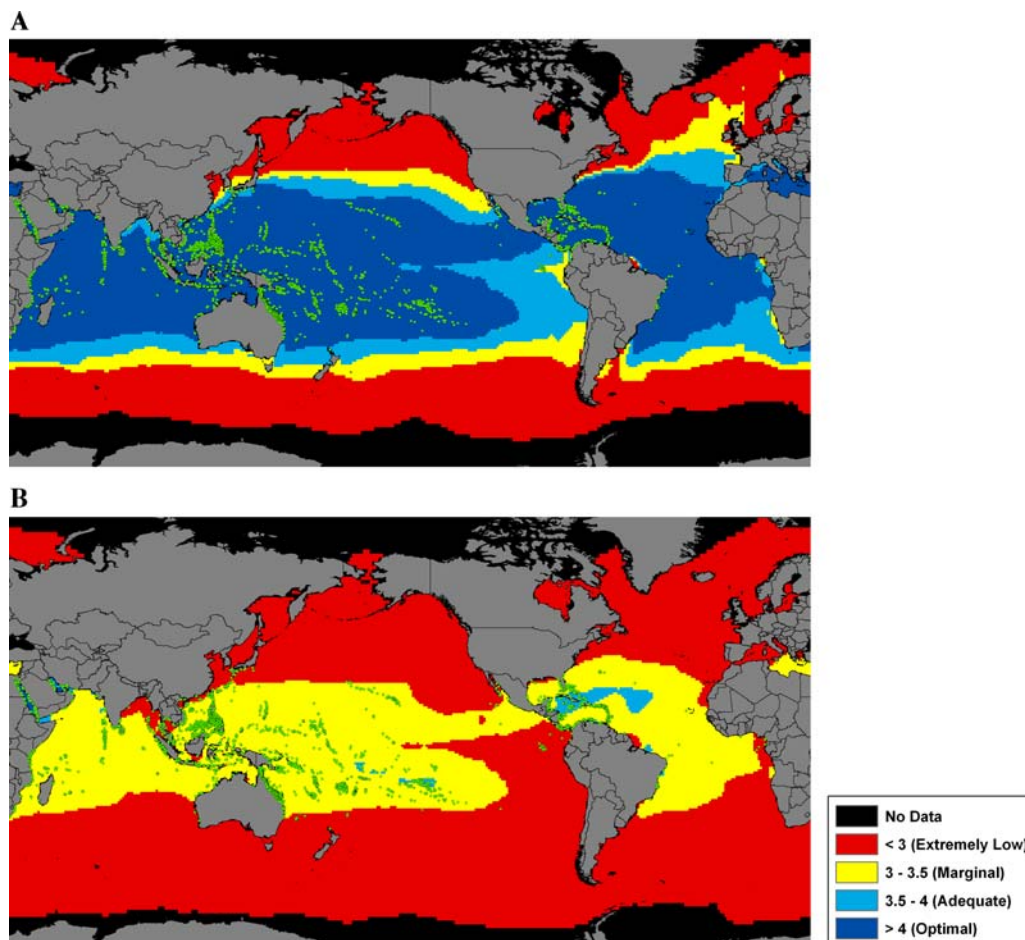 A
B
No Data
< 3 (Extremely Low)
3 - 3.5 (Marginal)
3.5 - 4 (Adequate)
> 4 (Optimal)